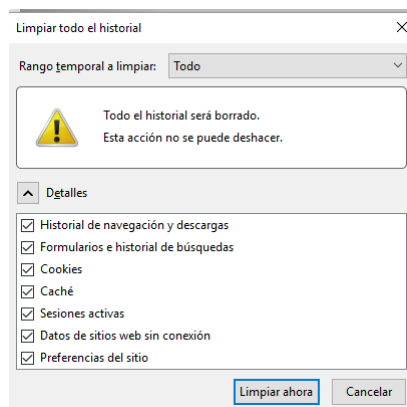 Limpiar todo el historial
Rango temporal a limpiar: Todo
Todo el historial será borrado.
Esta acción no se puede deshacer.
Detalles
Historial de navegación y descargas
Formularios e historial de búsquedas
Cookies
Caché
Sesiones activas
Datos de sitios web sin conexión
Preferencias del sitio
Limpiar ahora Cancelar